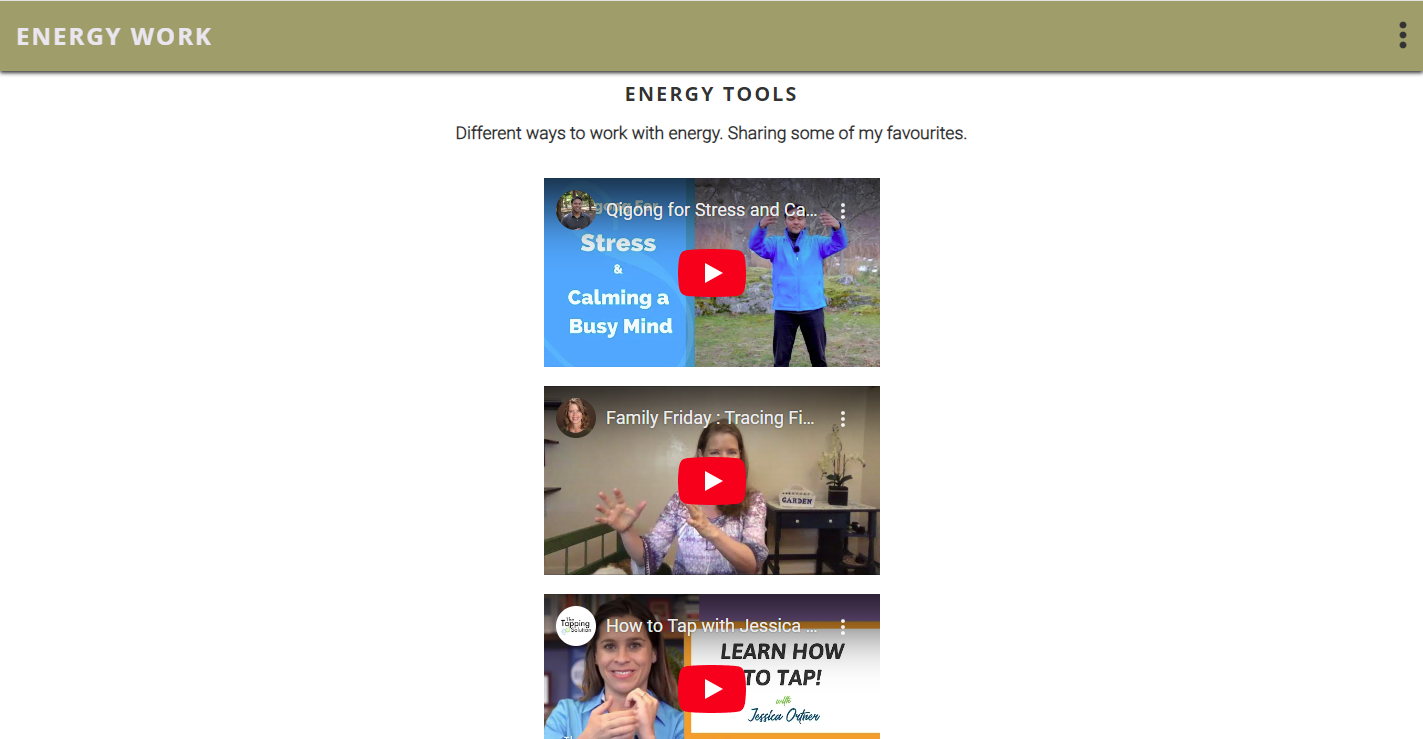 ENERGY WORK
ENERGY TOOLS
Different ways to work with energy. Sharing some of my favourites.
Qigong for Stress and Ca...
Stress
&
Calming a
Busy Mind
Family Friday : Tracing Fi...
GARDEN
The
Tapping
Solution
How to Tap with Jessica ...
LEARN HOW
TO TAP!
with
Jessica Ortner